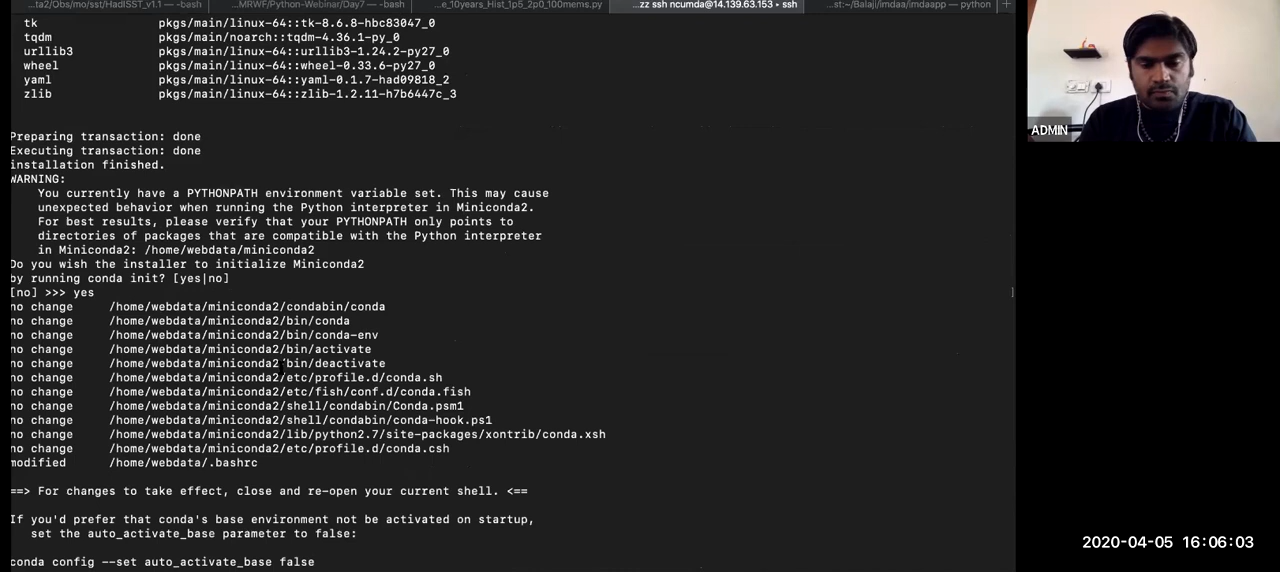 ...ta2/Obs/mo/sst/HadISST_v1.1 — -bash
...MRWF/Python-Webinar/Day7 — -bash
...e_10years_Hist_1p5_2p0_100mems.py
...zz ssh ncumda@14.139.63.153 ▸ ssh
...st:~/Balaji/imdaa/imdaapp — python
+
tk pkgs/main/linux-64::tk-8.6.8-hbc83047_0
tqdm pkgs/main/noarch::tqdm-4.36.1-py_0
urllib3 pkgs/main/linux-64::urllib3-1.24.2-py27_0
wheel pkgs/main/linux-64::wheel-0.33.6-py27_0
yaml pkgs/main/linux-64::yaml-0.1.7-had09818_2
zlib pkgs/main/linux-64::zlib-1.2.11-h7b6447c_3
Preparing transaction: done
Executing transaction: done
installation finished.
WARNING:
You currently have a PYTHONPATH environment variable set. This may cause
unexpected behavior when running the Python interpreter in Miniconda2.
For best results, please verify that your PYTHONPATH only points to
directories of packages that are compatible with the Python interpreter
in Miniconda2: /home/webdata/miniconda2
Do you wish the installer to initialize Miniconda2
by running conda init? [yes|no]
[no] >>> yes
no change /home/webdata/miniconda2/condabin/conda
no change /home/webdata/miniconda2/bin/conda
no change /home/webdata/miniconda2/bin/conda-env
no change /home/webdata/miniconda2/bin/activate
no change /home/webdata/miniconda2/bin/deactivate
no change /home/webdata/miniconda2/etc/profile.d/conda.sh
no change /home/webdata/miniconda2/etc/fish/conf.d/conda.fish
no change /home/webdata/miniconda2/shell/condabin/Conda.psm1
no change /home/webdata/miniconda2/shell/condabin/conda-hook.ps1
no change /home/webdata/miniconda2/lib/python2.7/site-packages/xontrib/conda.xsh
no change /home/webdata/miniconda2/etc/profile.d/conda.csh
modified /home/webdata/.bashrc
==> For changes to take effect, close and re-open your current shell. <==
If you'd prefer that conda's base environment not be activated on startup,
set the auto_activate_base parameter to false:
conda config --set auto_activate_base false
ADMIN
2020-04-05 16:06:03